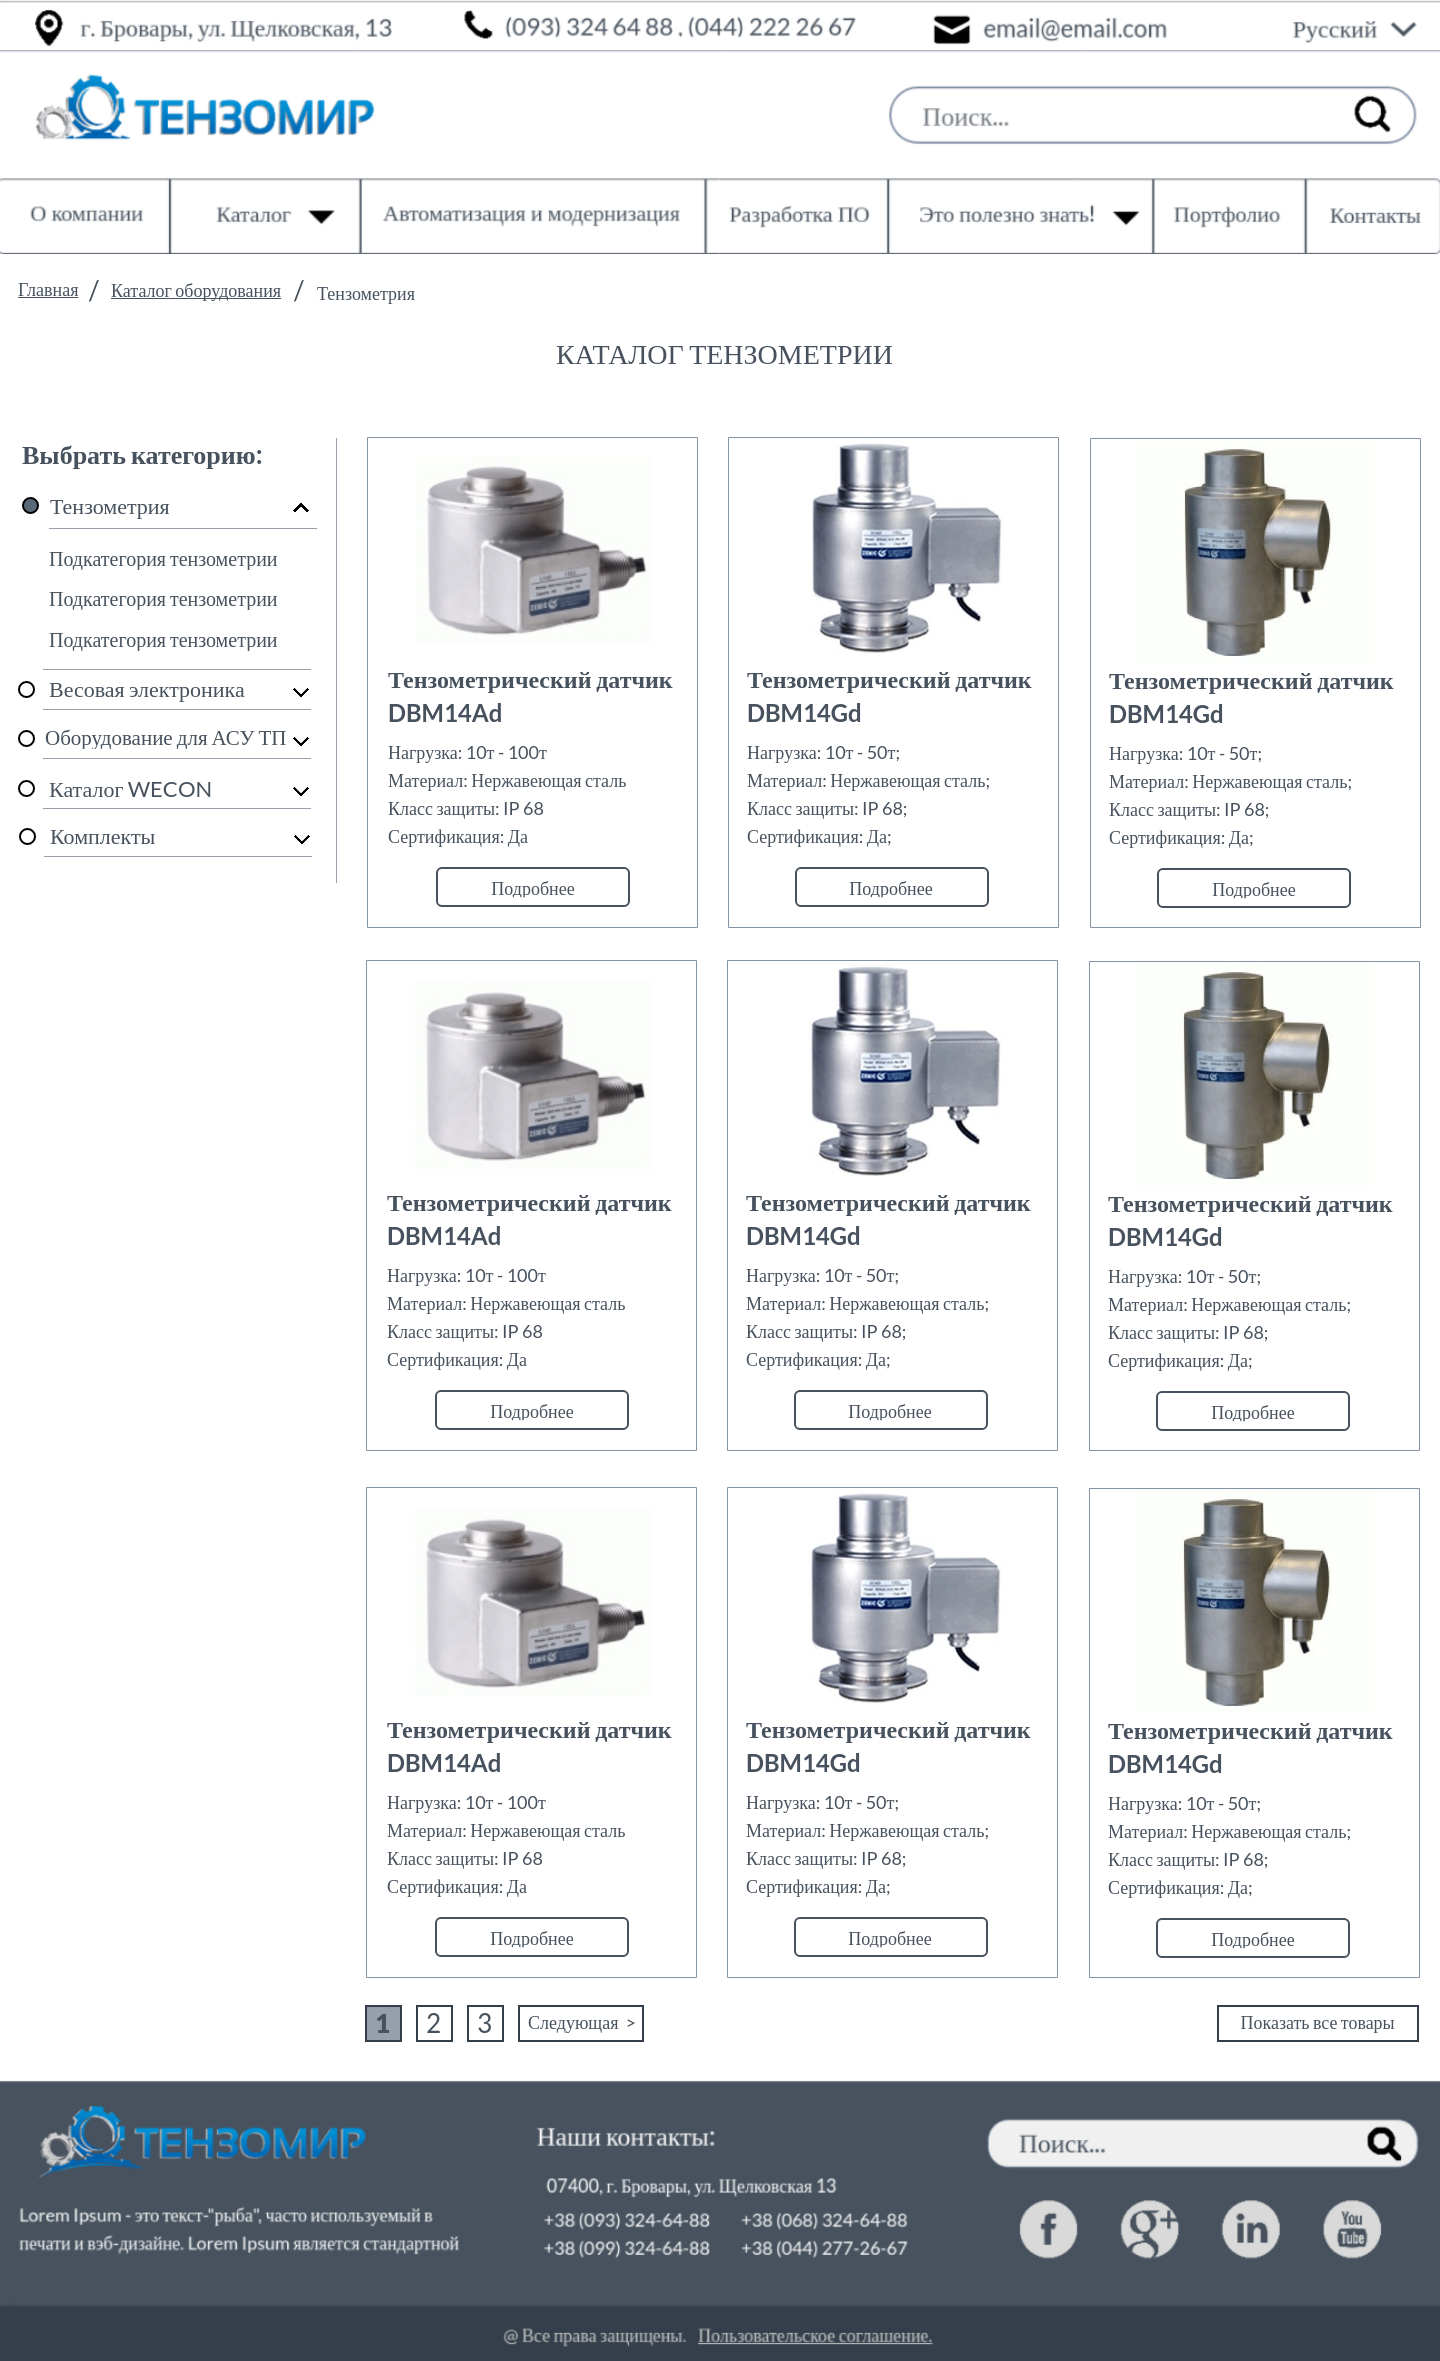 г. Бровары, ул. Щелковская, 13
(093) 324 64 88 , (044) 222 26 67
email@email.com
Русский
ТЕНЗОМИР
Поиск...
О компании
Каталог
Автоматизация и модернизация
Разработка ПО
Это полезно знать!
Портфолио
Контакты
Главная / Каталог оборудования / Тензометрия
КАТАЛОГ ТЕНЗОМЕТРИИ
Выбрать категорию:
Тензометрия
Подкатегория тензометрии
Подкатегория тензометрии
Подкатегория тензометрии
Весовая электроника
Оборудование для АСУ ТП
Каталог WECON
Комплекты
Тензометрический датчик
DBM14Ad
Нагрузка: 10т - 100т
Материал: Нержавеющая сталь
Класс защиты: IP 68
Сертификация: Да
Подробнее
Тензометрический датчик
DBM14Gd
Нагрузка: 10т - 50т;
Материал: Нержавеющая сталь;
Класс защиты: IP 68;
Сертификация: Да;
Подробнее
Тензометрический датчик
DBM14Gd
Нагрузка: 10т - 50т;
Материал: Нержавеющая сталь;
Класс защиты: IP 68;
Сертификация: Да;
Подробнее
Тензометрический датчик
DBM14Ad
Нагрузка: 10т - 100т
Материал: Нержавеющая сталь
Класс защиты: IP 68
Сертификация: Да
Подробнее
Тензометрический датчик
DBM14Gd
Нагрузка: 10т - 50т;
Материал: Нержавеющая сталь;
Класс защиты: IP 68;
Сертификация: Да;
Подробнее
Тензометрический датчик
DBM14Gd
Нагрузка: 10т - 50т;
Материал: Нержавеющая сталь;
Класс защиты: IP 68;
Сертификация: Да;
Подробнее
Тензометрический датчик
DBM14Ad
Нагрузка: 10т - 100т
Материал: Нержавеющая сталь
Класс защиты: IP 68
Сертификация: Да
Подробнее
Тензометрический датчик
DBM14Gd
Нагрузка: 10т - 50т;
Материал: Нержавеющая сталь;
Класс защиты: IP 68;
Сертификация: Да;
Подробнее
Тензометрический датчик
DBM14Gd
Нагрузка: 10т - 50т;
Материал: Нержавеющая сталь;
Класс защиты: IP 68;
Сертификация: Да;
Подробнее
1 2 3 Следующая >
Показать все товары
ТЕНЗОМИР
Lorem Ipsum - это текст-"рыба", часто используемый в
печати и вэб-дизайне. Lorem Ipsum является стандартной
Наши контакты:
07400, г. Бровары, ул. Щелковская 13
+38 (093) 324-64-88 +38 (068) 324-64-88
+38 (099) 324-64-88 +38 (044) 277-26-67
Поиск...
f g+ in You Tube
@ Все права защищены. Пользовательское соглашение.